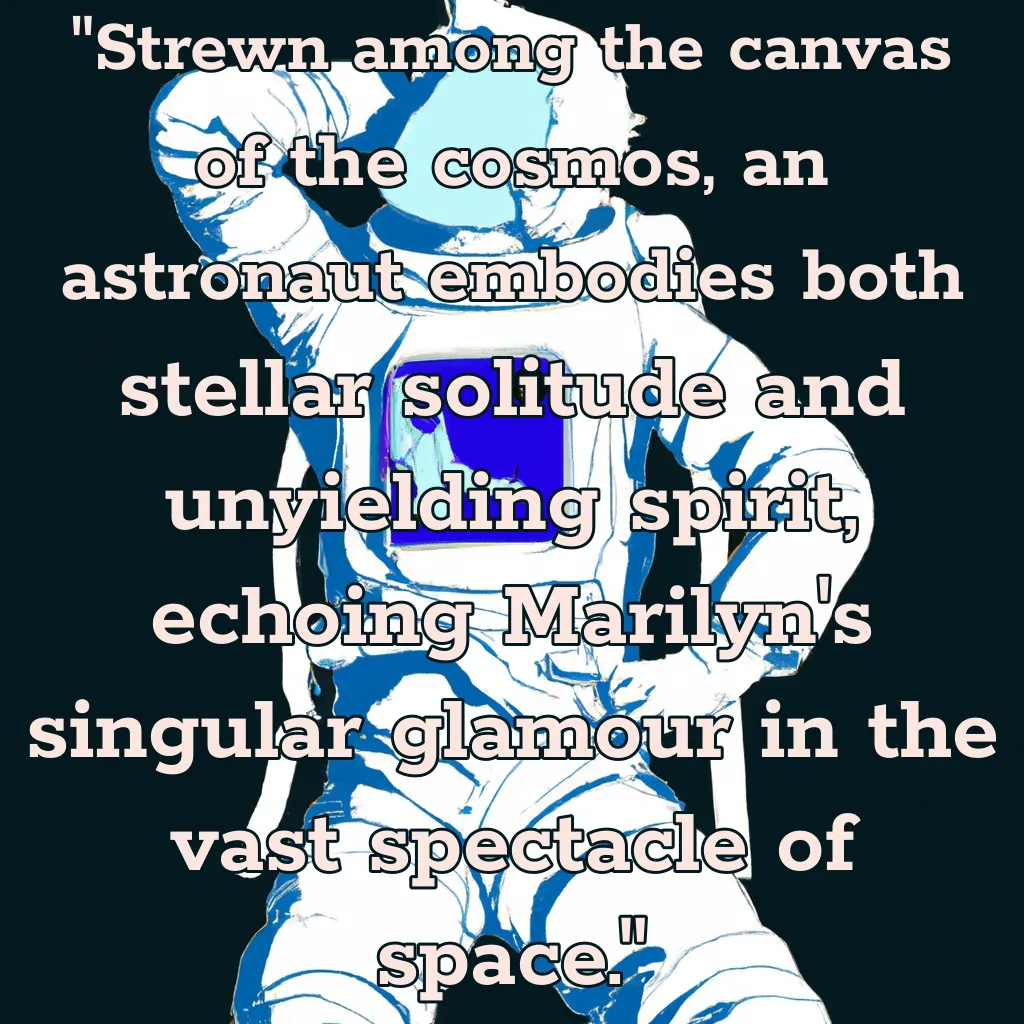 "Strewn among the canvas
of the cosmos, an
astronaut embodies both
stellar solitude and
unyielding spirit,
echoing Marilyn's
singular glamour in the
vast spectacle of
space."